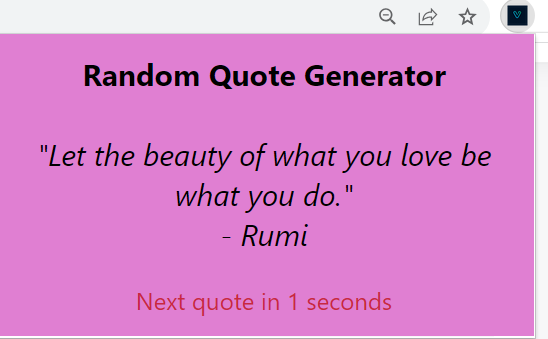 Random Quote Generator
"Let the beauty of what you love be
what you do."
- Rumi
Next quote in 1 seconds